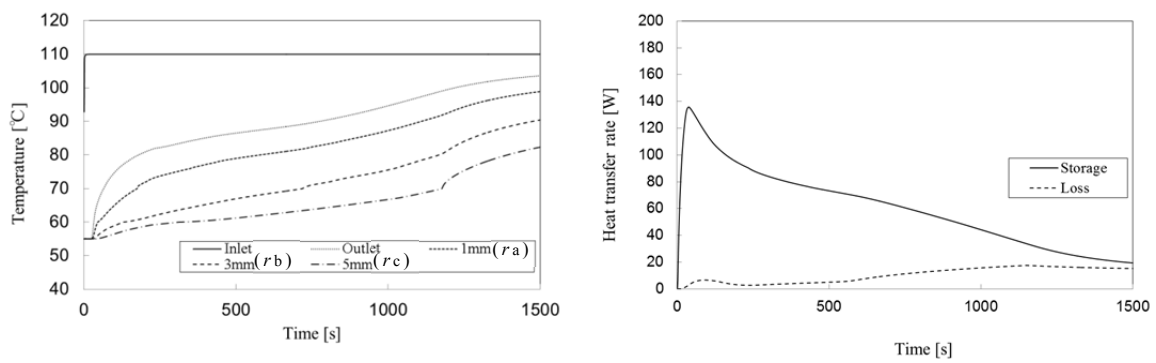 120
110
100
90
80
70
60
50
40
Temperature [℃]
Inlet
Outlet
1mm(ra)
3mm(rb)
5mm(rc)
0
500
1000
1500
Time [s]
200
180
160
140
120
100
80
60
40
20
0
Heat transfer rate [W]
Storage
Loss
0
500
1000
1500
Time [s]